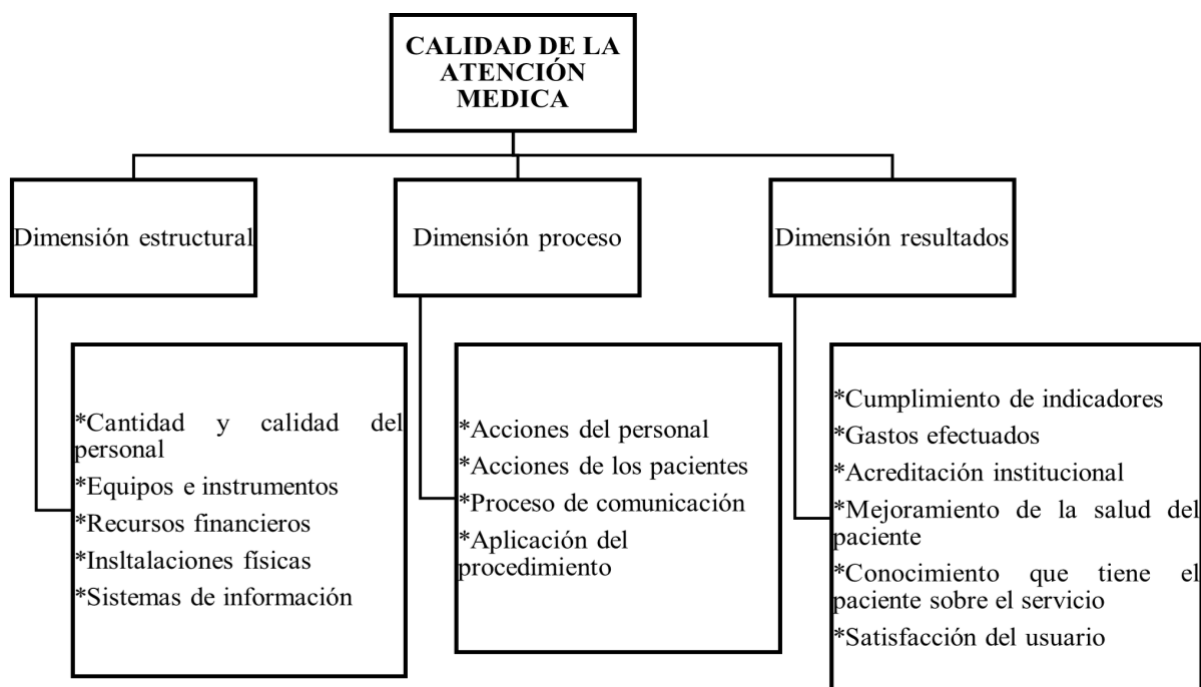 CALIDAD DE LA
ATENCIÓN
MEDICA
Dimensión estructural
Dimensión proceso
Dimensión resultados
*Cantidad y calidad del
personal
*Equipos e instrumentos
*Recursos financieros
*Insltalaciones físicas
*Sistemas de información
*Acciones del personal
*Acciones de los pacientes
*Proceso de comunicación
*Aplicación del
procedimiento
*Cumplimiento de indicadores
*Gastos efectuados
*Acreditación institucional
*Mejoramiento de la salud del
paciente
*Conocimiento que tiene el
paciente sobre el servicio
*Satisfacción del usuario